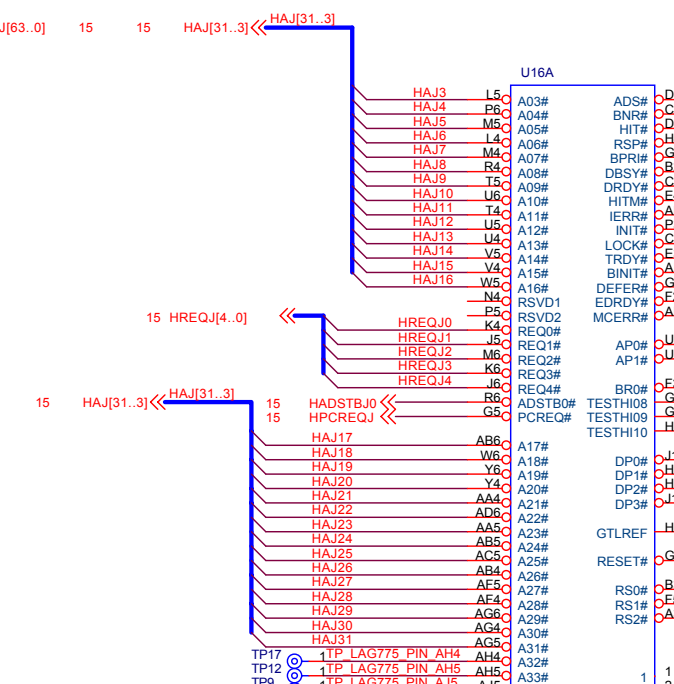 J[63..0] 15 15 HAJ[31..3] HAJ[31..3]
U16A
HAJ3 L5 A03# ADS# D
HAJ4 P6 A04# BNR# C
HAJ5 M5 A05# HIT# D
HAJ6 L4 A06# RSP# H
HAJ7 M4 A07# BPRI# G
HAJ8 R4 A08# DBSY# B
HAJ9 T5 A09# DRDY# C
HAJ10 U6 A10# HITM# E
HAJ11 T4 A11# IERR# A
HAJ12 U5 A12# INIT# P
HAJ13 U4 A13# LOCK# C
HAJ14 V5 A14# TRDY# E
HAJ15 V4 A15# BINIT# A
HAJ16 W5 A16# DEFER# G
N4 RSVD1 EDRDY# F
P5 RSVD2 MCERR# A
15 HREQJ[4..0]
HREQJ0 K4 REQ0#
HREQJ1 J5 REQ1# AP0# U
HREQJ2 M6 REQ2# AP1# U
HREQJ3 K6 REQ3#
HREQJ4 J6 REQ4# BR0# F
15 HAJ[31..3] HAJ[31..3]
15 HADSTBJ0 R6 ADSTB0# TESTHI08 G
15 HPCREQJ G5 PCREQ# TESTHI09 G
TESTHI10 H
HAJ17 AB6 A17#
HAJ18 W6 A18# DP0# J1
HAJ19 Y6 A19# DP1# H
HAJ20 Y4 A20# DP2# H
HAJ21 AA4 A21# DP3# J1
HAJ22 AD6 A22#
HAJ23 AA5 A23# GTLREF H
HAJ24 AB5 A24#
HAJ25 AC5 A25# RESET# G
HAJ26 AB4 A26#
HAJ27 AF5 A27# RS0# B
HAJ28 AF4 A28# RS1# F
HAJ29 AG6 A29# RS2# A
HAJ30 AG4 A30#
HAJ31 AG5 A31#
TP17 1 TP_LAG775_PIN_AH4 AH4 A32#
TP12 1 TP_LAG775_PIN_AH5 AH5 A33# 1 1
TP9 1 TP_LAG775_PIN_AJ5 AJ5